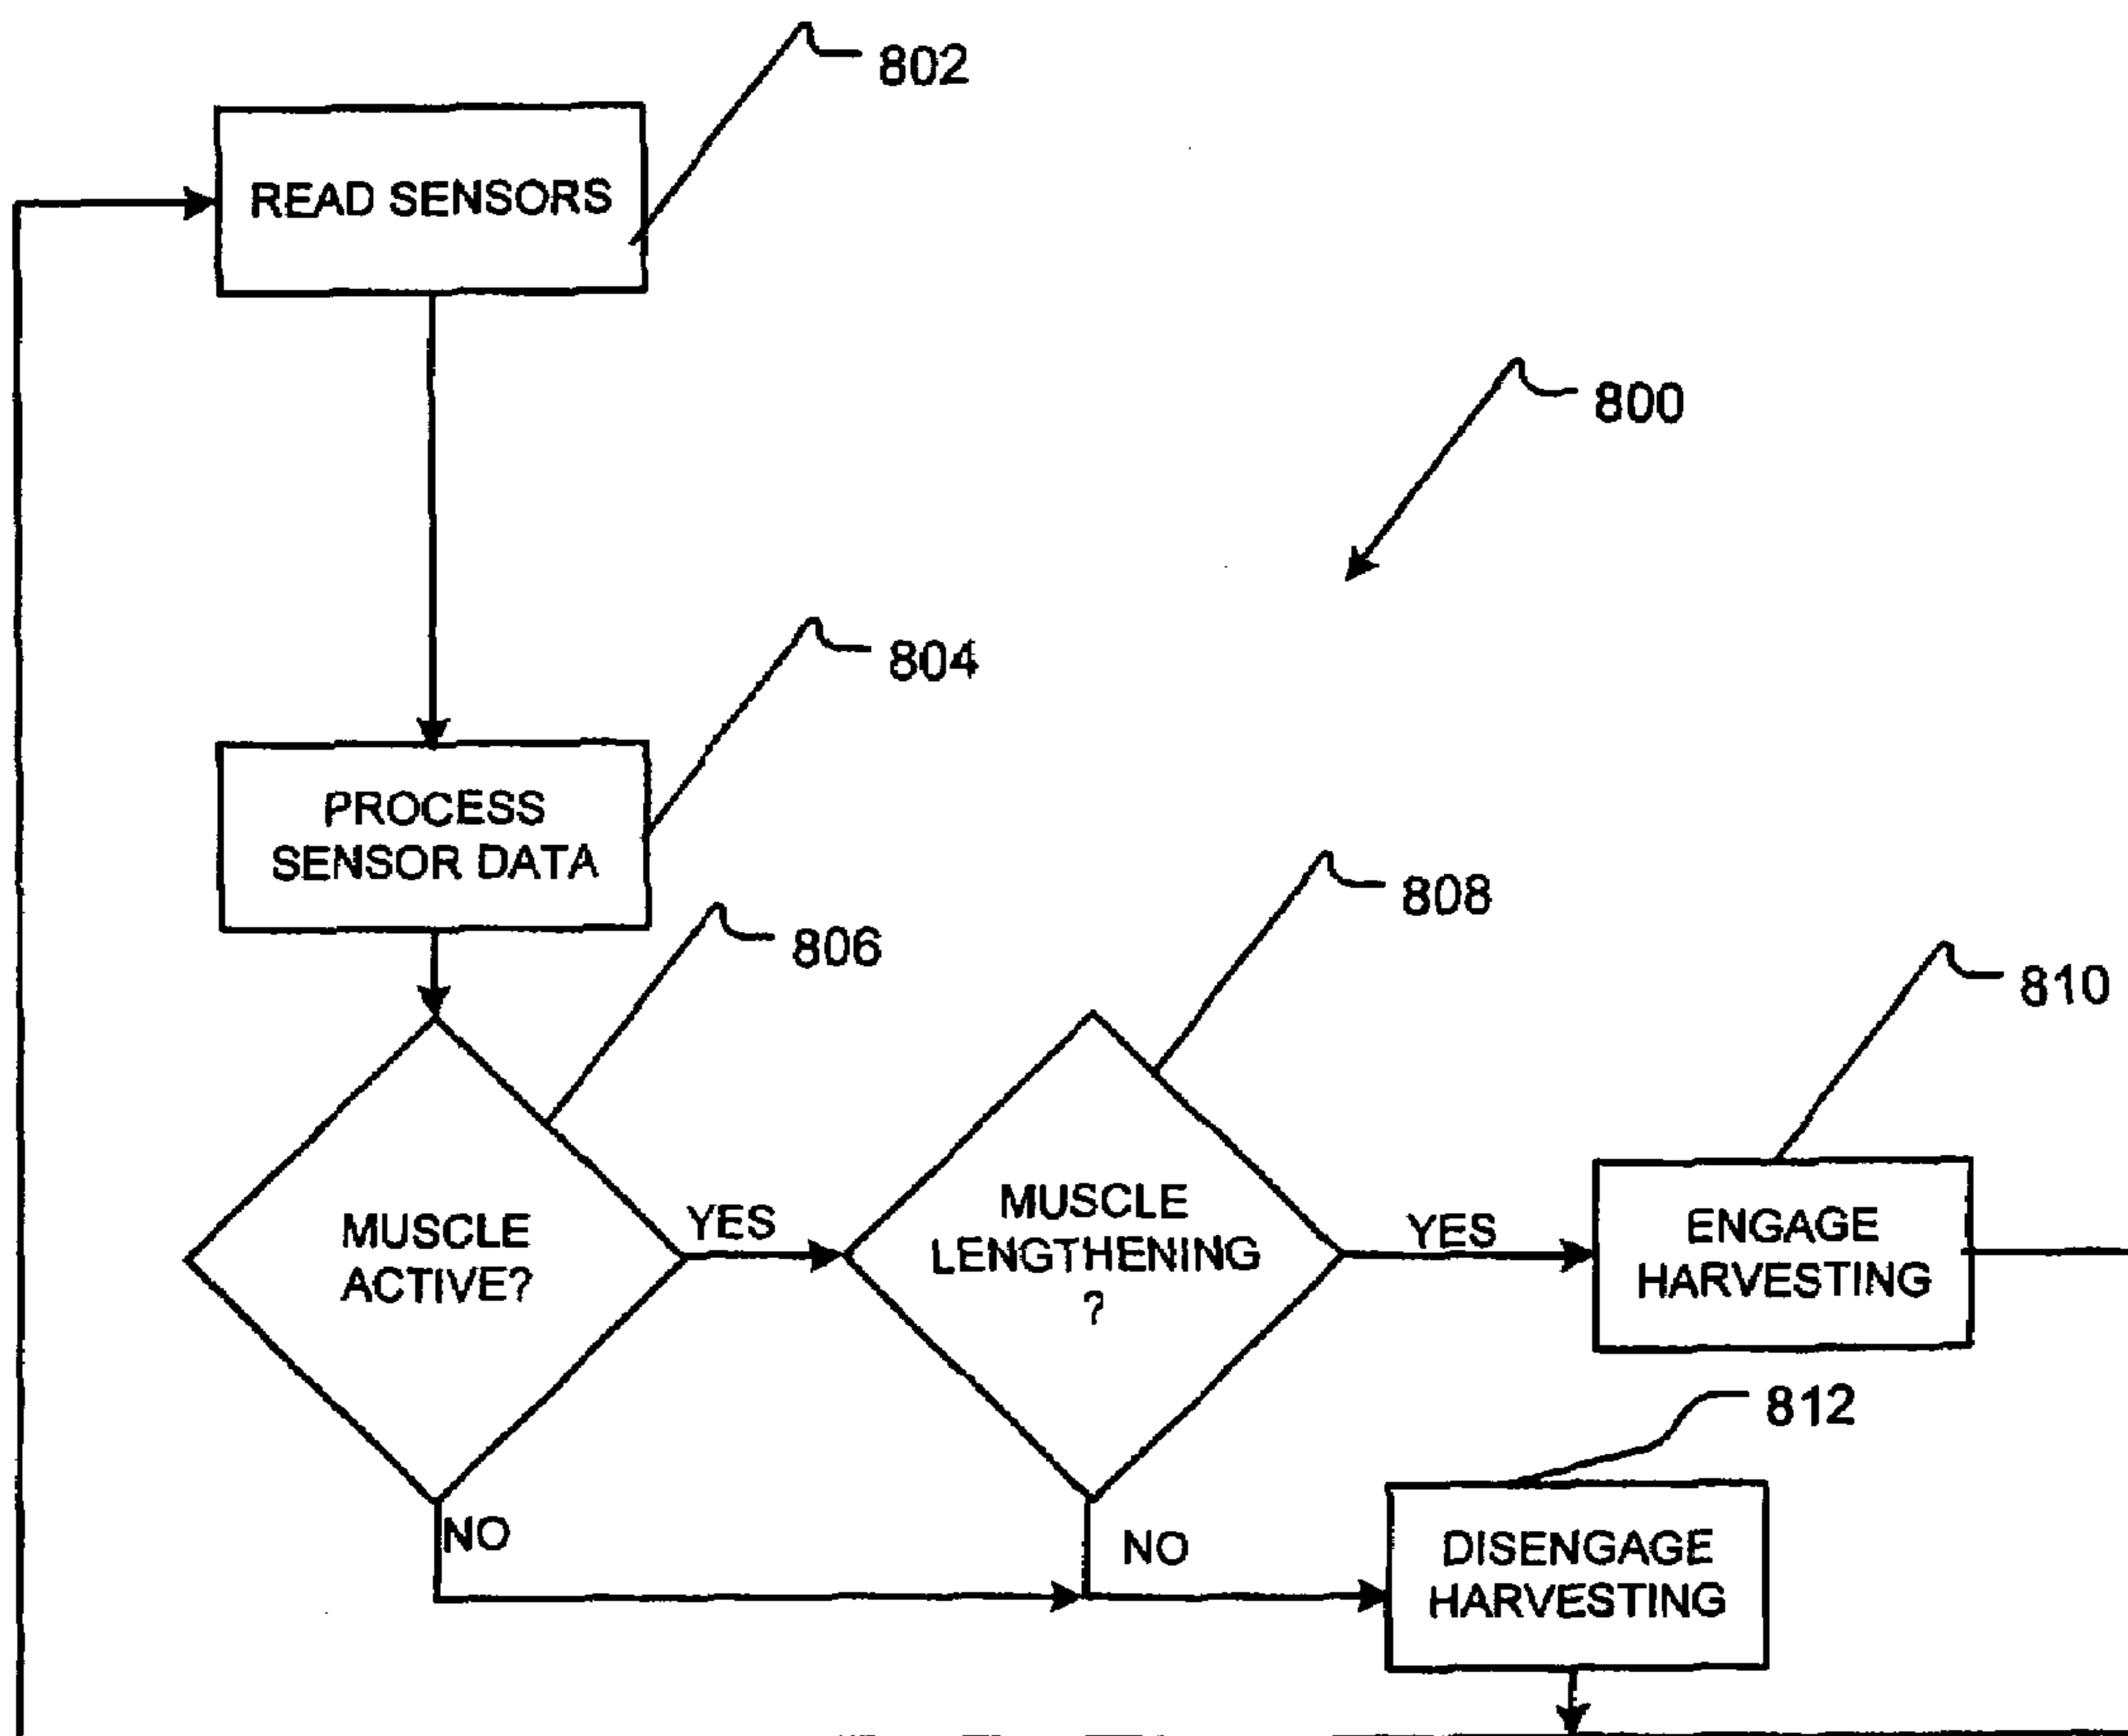 802
READ SENSORS
800
804
PROCESS
SENSOR DATA
806
808
810
MUSCLE
ACTIVE?
YES
MUSCLE
LENGTHENING
?
YES
ENGAGE
HARVESTING
812
NO
NO
DISENGAGE
HARVESTING